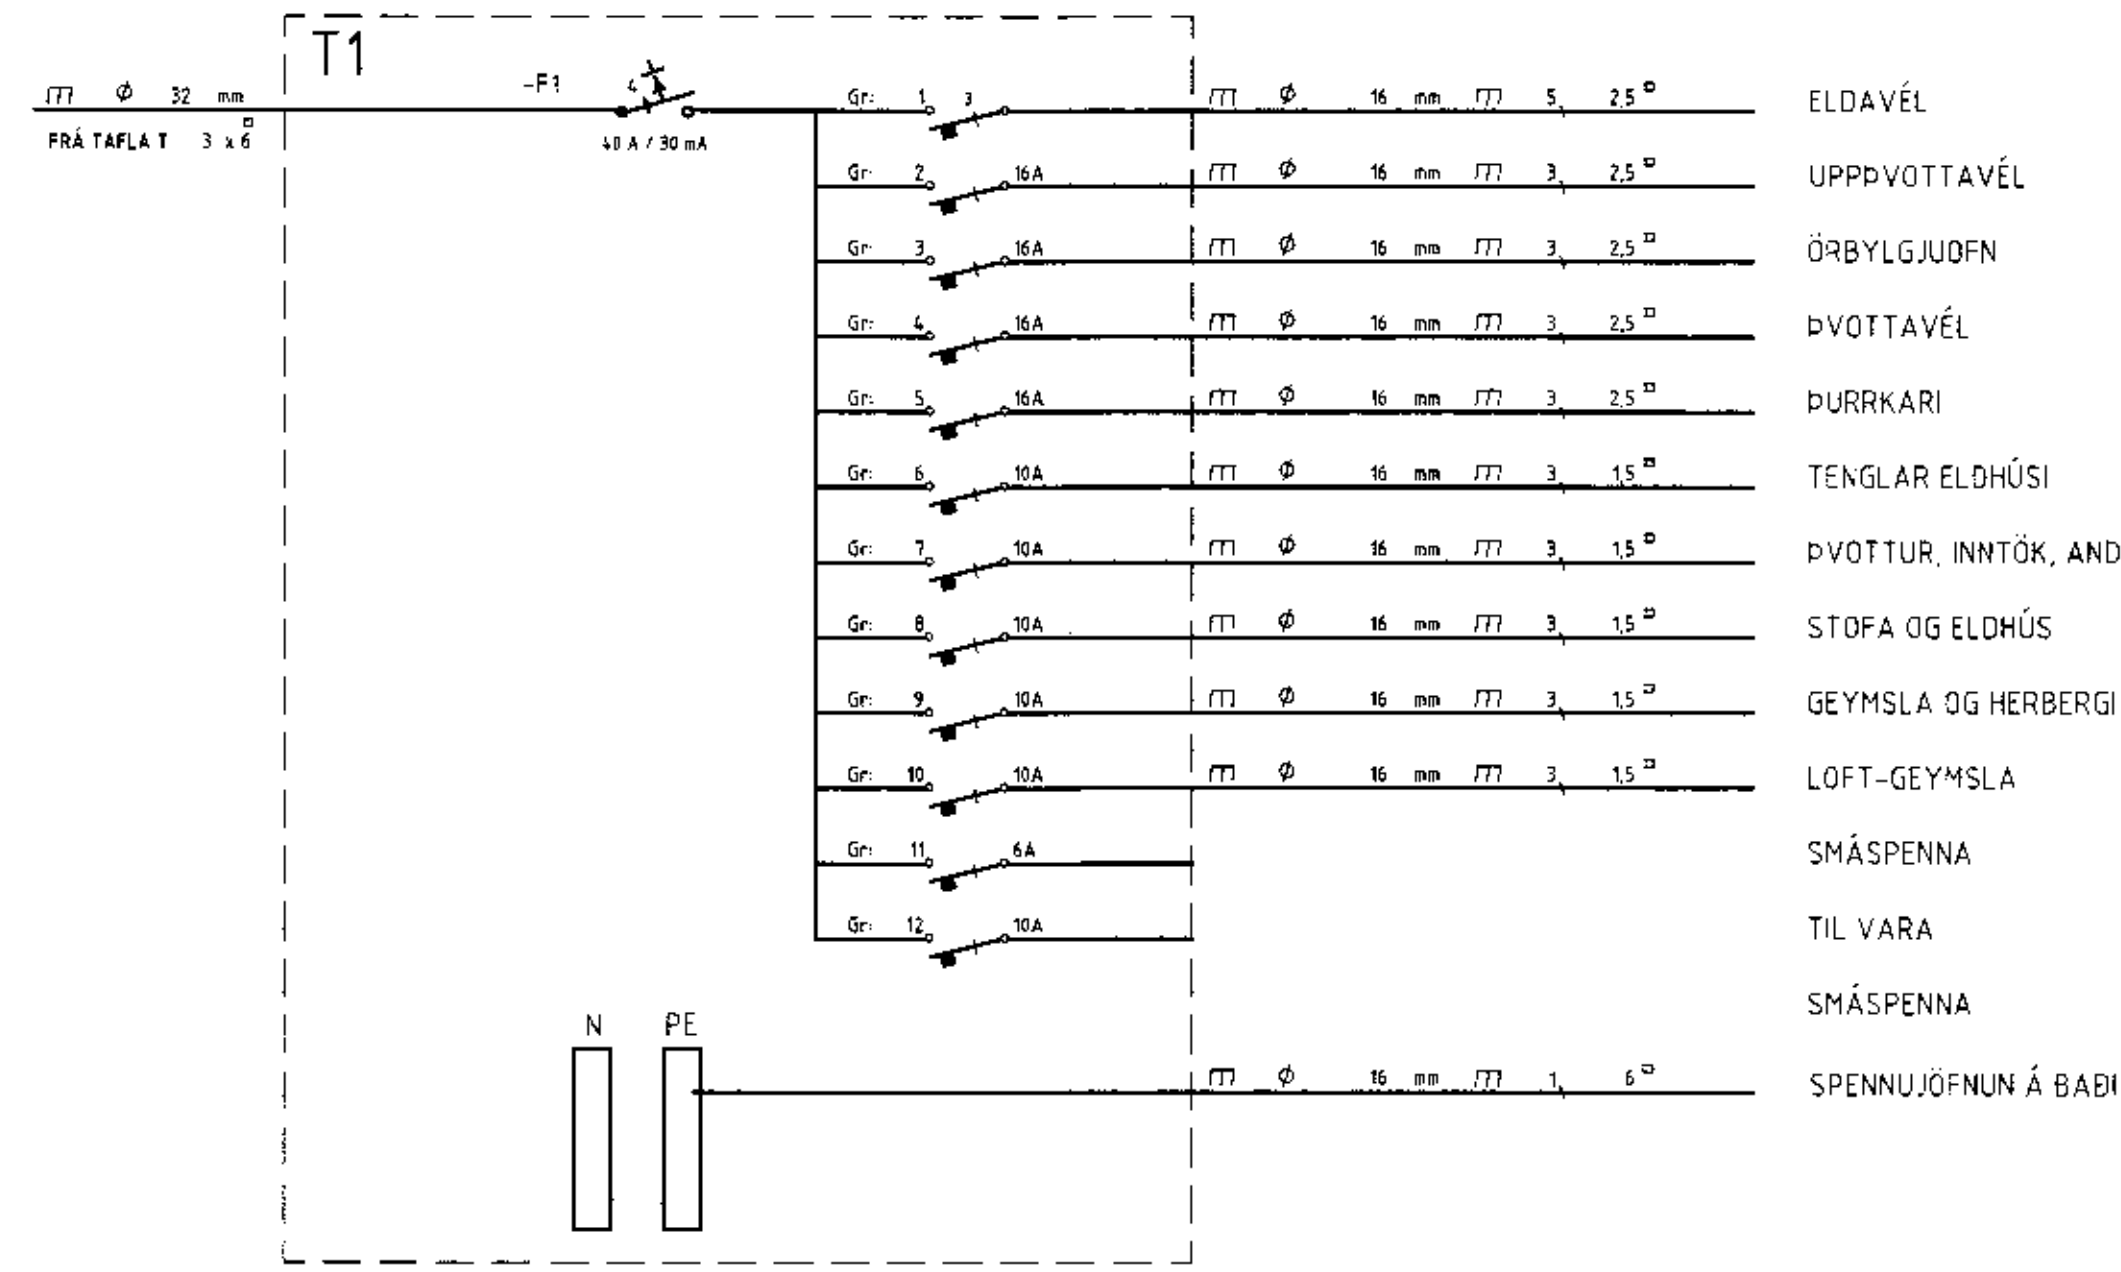 T1
Ø 32 mm
FRÁ TAFLA T 3 x 6
-F1
4
40 A / 30 mA
Gr: 1 3 Ø 16 mm 5 2,5 ELDAVÉL
Gr: 2 16A Ø 16 mm 3 2,5 UPPÞVOTTAVÉL
Gr: 3 16A Ø 16 mm 3 2,5 ÖRBYLGJUOFN
Gr: 4 16A Ø 16 mm 3 2,5 ÞVOTTAVÉL
Gr: 5 16A Ø 16 mm 3 2,5 ÞURRKARI
Gr: 6 10A Ø 16 mm 3 1,5 TENGLAR ELDHÚSI
Gr: 7 10A Ø 16 mm 3 1,5 ÞVOTTUR, INNTÖK, AND
Gr: 8 10A Ø 16 mm 3 1,5 STOFA OG ELDHÚS
Gr: 9 10A Ø 16 mm 3 1,5 GEYMSLA OG HERBERGI
Gr: 10 10A Ø 16 mm 3 1,5 LOFT-GEYMSLA
Gr: 11 6A SMÁSPENNA
Gr: 12 10A TIL VARA
SMÁSPENNA
N PE
Ø 16 mm 1 6 SPENNUJÖFNUN Á BAÐI